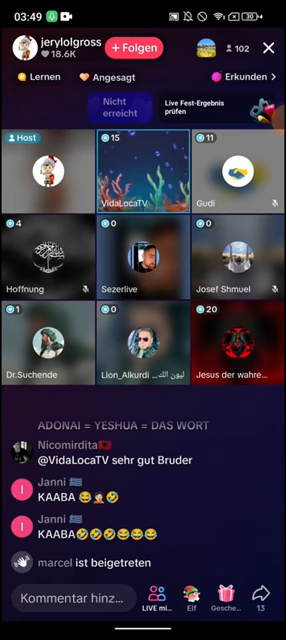 03:49
30
jerylolgross
18.6K
+ Folgen
102
Lernen
Angesagt
Erkunden >
Nicht
erreicht
Live Fest-Ergebnis
prüfen
Host
15
VidaLocaTV
11
Gudi
4
Hoffnung
0
Sezerlive
0
Josef Shmuel
1
Dr.Suchende
0
Lion_Alkurdi ...ليون الك
20
Jesus der wahre...
ADONAI = YESHUA = DAS WORT
Nicomirdita🇦🇱
@VidaLocaTV sehr gut Bruder
I
Janni 🇬🇷
KAABA 😂🤦🏻🤣
I
Janni 🇬🇷
KAABA🤣🤣🤣😂😂😂
marcel ist beigetreten
Kommentar hinz...
LIVE mi...
Elf
Gesche...
13